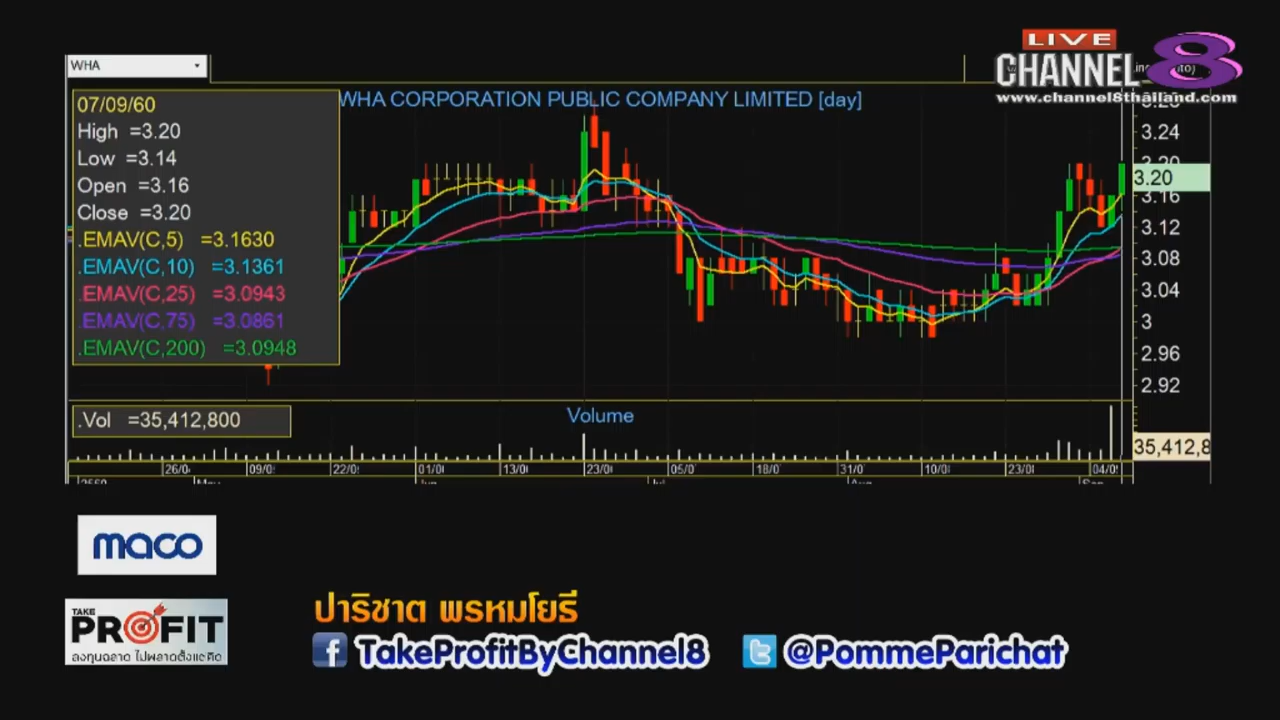 LIVE
CHANNEL 8
www.channel8thailand.com
WHA
WHA CORPORATION PUBLIC COMPANY LIMITED [day]
07/09/60
High =3.20
Low =3.14
Open =3.16
Close =3.20
.EMAV(C,5) =3.1630
.EMAV(C,10) =3.1361
.EMAV(C,25) =3.0943
.EMAV(C,75) =3.0861
.EMAV(C,200) =3.0948
3.24
3.20
3.20
3.16
3.12
3.08
3.04
3
2.96
2.92
.Vol =35,412,800
Volume
35,412,8
26/0 09/0 22/0 01/0 13/0 23/0 05/0 18/0 31/0 10/0 23/0 04/0
maco
TAKE
PROFIT
ลงทุนฉลาด ไม่พลาดตั้งแต่คิด
ปาริชาต พรหมโยธี
TakeProfitByChannel8 @PommeParichat